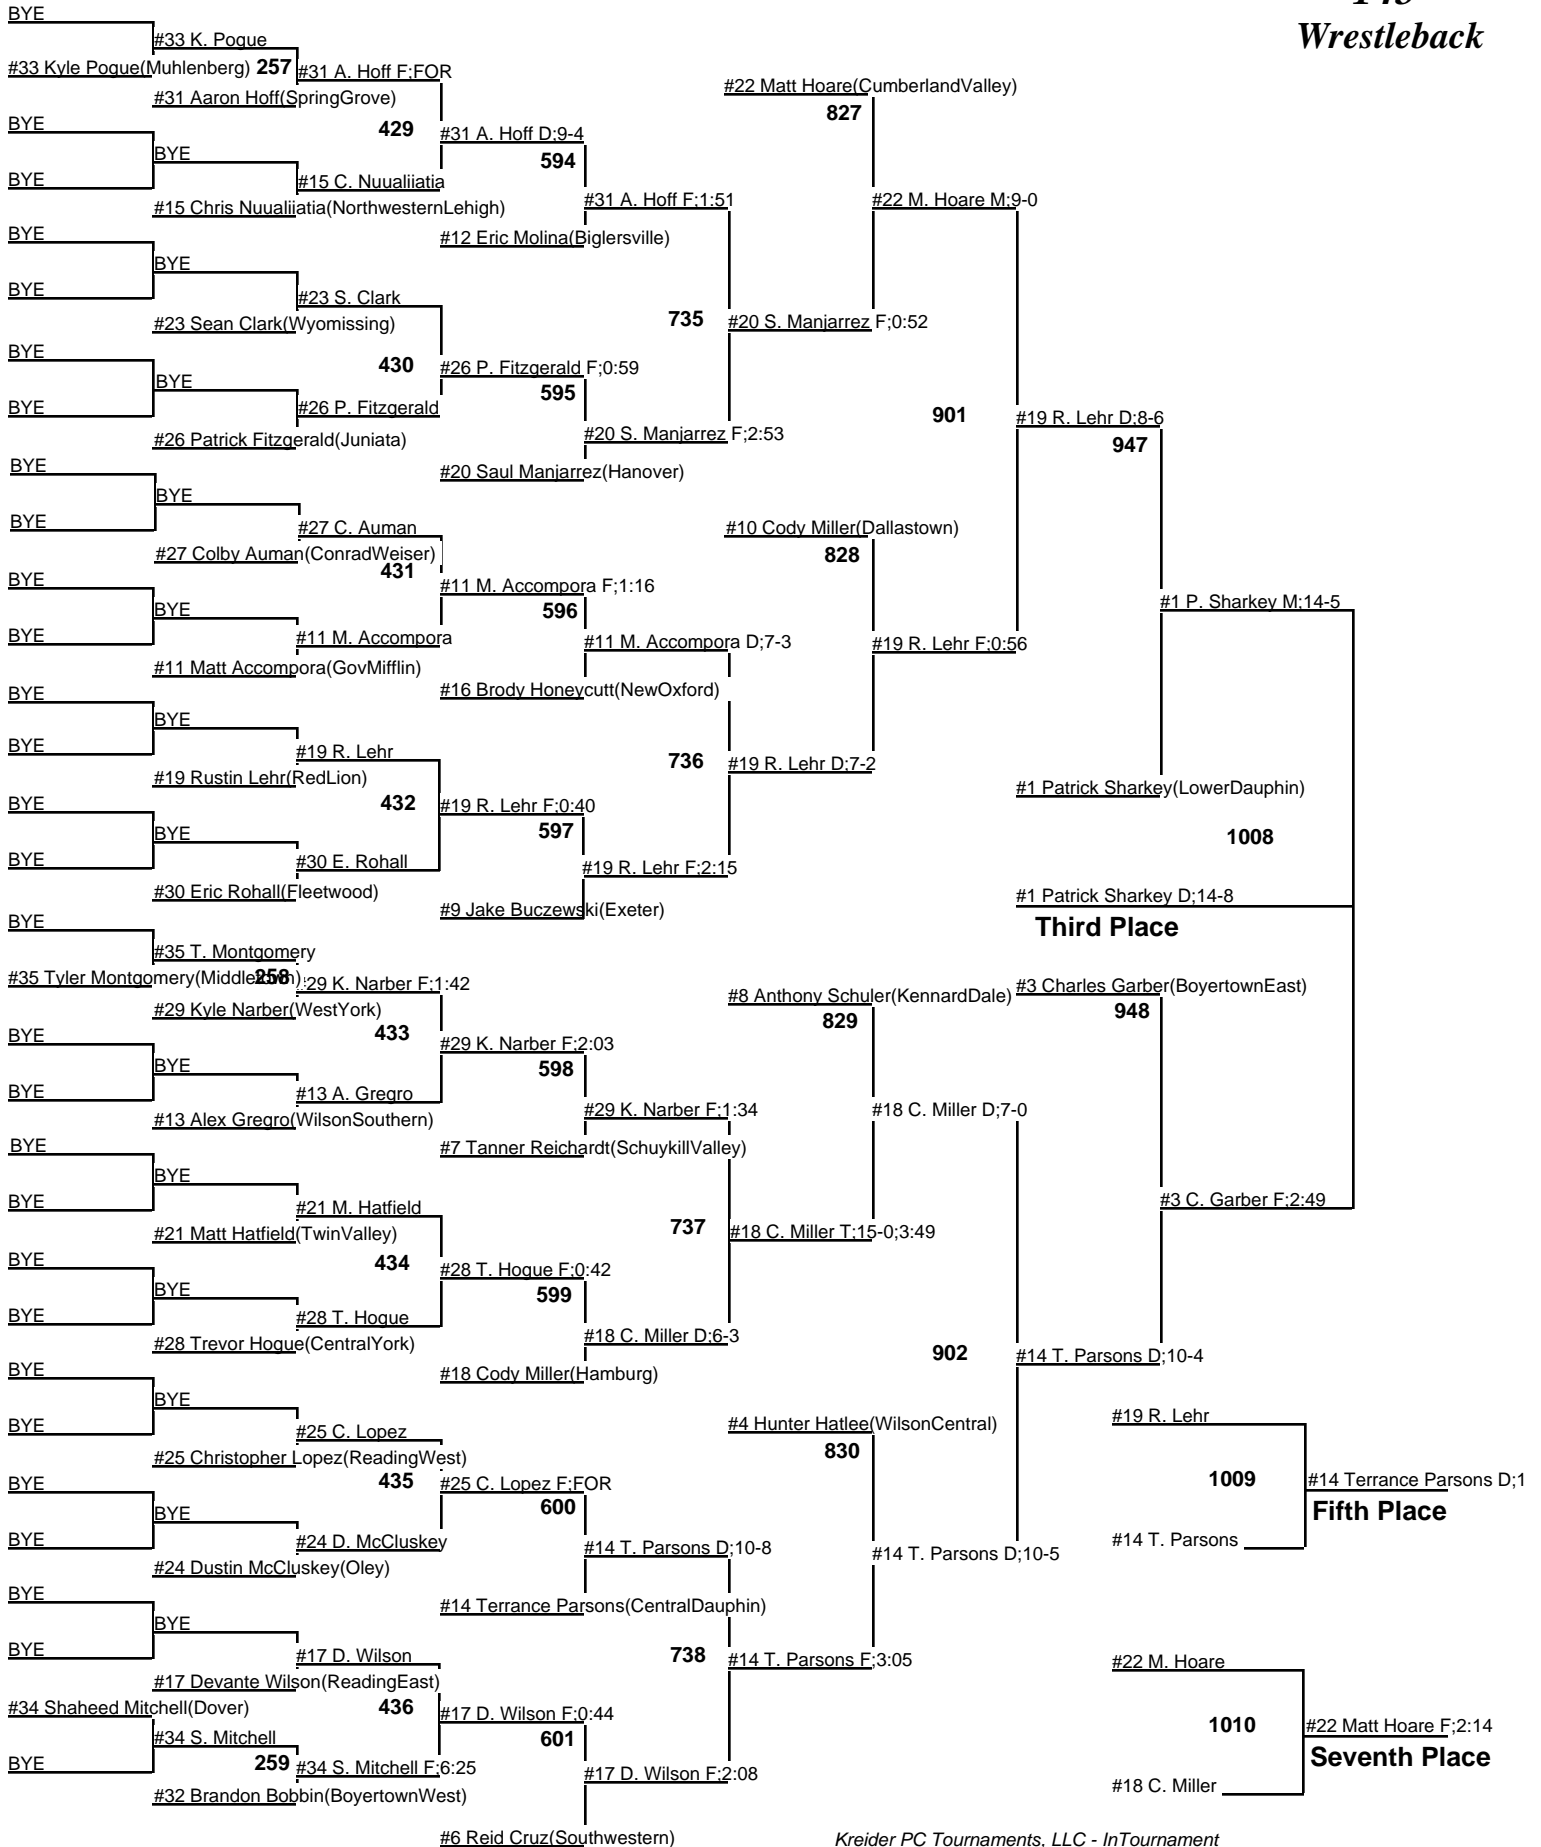 Wrestleback
BYE
#33 K. Pogue
#33 Kyle Pogue(Muhlenberg) 257 #31 A. Hoff F;FOR
#31 Aaron Hoff(SpringGrove)
#22 Matt Hoare(CumberlandValley)
827
BYE
429
#31 A. Hoff D;9-4
594
BYE
BYE
#15 C. Nuualiiatia
#15 Chris Nuualiiatia(NorthwesternLehigh)
#31 A. Hoff F;1:51
#22 M. Hoare M;9-0
BYE
#12 Eric Molina(Biglersville)
BYE
BYE
#23 S. Clark
#23 Sean Clark(Wyomissing)
735
#20 S. Manjarrez F;0:52
BYE
430
#26 P. Fitzgerald F;0:59
595
BYE
BYE
#26 P. Fitzgerald
901
#19 R. Lehr D;8-6
947
#26 Patrick Fitzgerald(Juniata)
#20 S. Manjarrez F;2:53
BYE
#20 Saul Manjarrez(Hanover)
BYE
BYE
#27 C. Auman
#10 Cody Miller(Dallastown)
#27 Colby Auman(ConradWeiser)
828
431
BYE
#11 M. Accompora F;1:16
596
#1 P. Sharkey M;14-5
BYE
BYE
#11 M. Accompora
#11 M. Accompora D;7-3
#19 R. Lehr F;0:56
#11 Matt Accompora(GovMifflin)
#16 Brody Honeycutt(NewOxford)
BYE
BYE
BYE
#19 R. Lehr
736
#19 R. Lehr D;7-2
#19 Rustin Lehr(RedLion)
#1 Patrick Sharkey(LowerDauphin)
BYE
432
#19 R. Lehr F;0:40
597
1008
BYE
BYE
#30 E. Rohall
#19 R. Lehr F;2:15
#30 Eric Rohall(Fleetwood)
#1 Patrick Sharkey D;14-8
#9 Jake Buczewski(Exeter)
Third Place
BYE
#35 T. Montgomery
#35 Tyler Montgomery(Middletown)
258
#29 K. Narber F;1:42
#3 Charles Garber(BoyertownEast)
#8 Anthony Schuler(KennardDale)
948
#29 Kyle Narber(WestYork)
829
BYE
433
#29 K. Narber F;2:03
598
BYE
BYE
#13 A. Gregro
#29 K. Narber F;1:34
#18 C. Miller D;7-0
#13 Alex Gregro(WilsonSouthern)
BYE
#7 Tanner Reichardt(SchuykillValley)
BYE
BYE
#21 M. Hatfield
#3 C. Garber F;2:49
#21 Matt Hatfield(TwinValley)
737
#18 C. Miller T;15-0;3:49
BYE
434
#28 T. Hogue F;0:42
599
BYE
BYE
#28 T. Hogue
#18 C. Miller D;6-3
#28 Trevor Hogue(CentralYork)
902
#14 T. Parsons D;10-4
BYE
#18 Cody Miller(Hamburg)
BYE
BYE
#25 C. Lopez
#4 Hunter Hatlee(WilsonCentral)
#19 R. Lehr
#25 Christopher Lopez(ReadingWest)
830
BYE
435
#25 C. Lopez F;FOR
600
1009
#14 Terrance Parsons D;1
Fifth Place
BYE
BYE
#24 D. McCluskey
#14 T. Parsons D;10-8
#14 T. Parsons D;10-5
#14 T. Parsons
#24 Dustin McCluskey(Oley)
BYE
#14 Terrance Parsons(CentralDauphin)
BYE
BYE
#17 D. Wilson
738
#14 T. Parsons F;3:05
#22 M. Hoare
#17 Devante Wilson(ReadingEast)
#34 Shaheed Mitchell(Dover)
436
#17 D. Wilson F;0:44
601
1010
#22 Matt Hoare F;2:14
Seventh Place
#34 S. Mitchell
BYE
259
#34 S. Mitchell F;6:25
#17 D. Wilson F;2:08
#18 C. Miller
#32 Brandon Bobbin(BoyertownWest)
#6 Reid Cruz(Southwestern)
Kreider PC Tournaments, LLC - InTournament